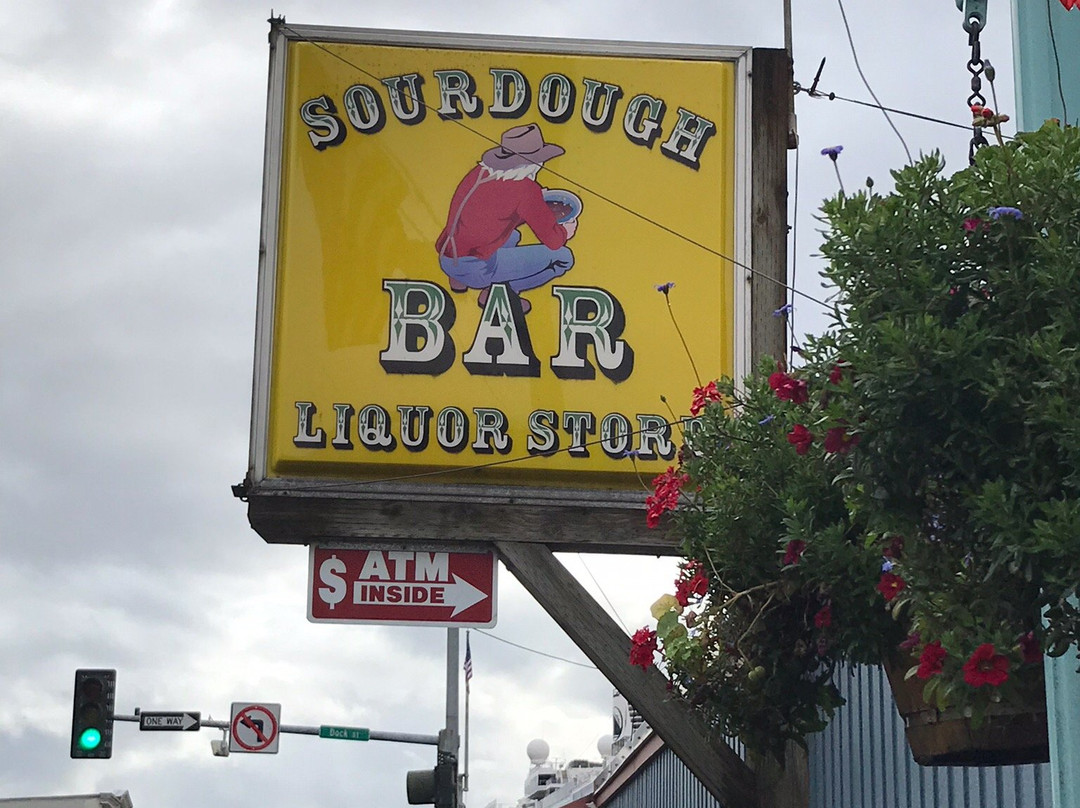 SOURDOUGH
BAR
LIQUOR STORE
$ ATM
INSIDE
ONE WAY
Dock st